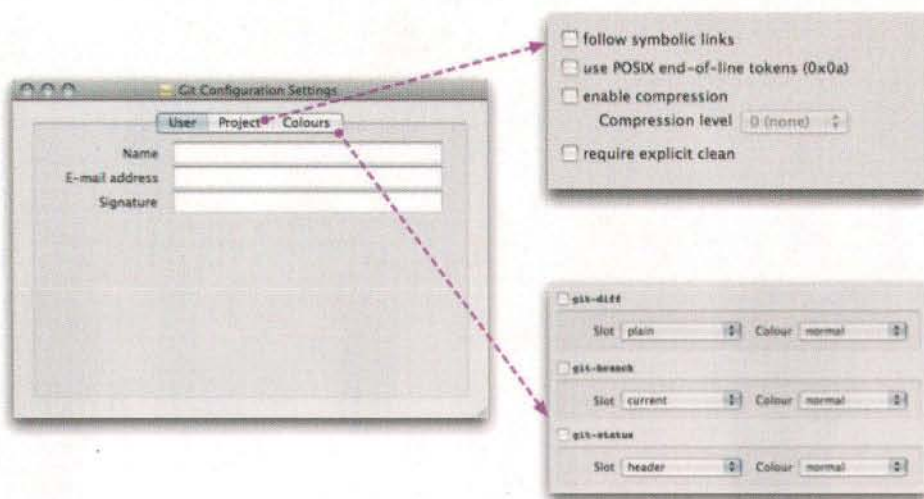 Git Configuration Settings
User Project Colours
Name
E-mail address
Signature
follow symbolic links
use POSIX end-of-line tokens (0x0a)
enable compression
Compression level 0 (none)
require explicit clean
git-diff
Slot plain Colour normal
git-branch
Slot current Colour normal
git-status
Slot header Colour normal